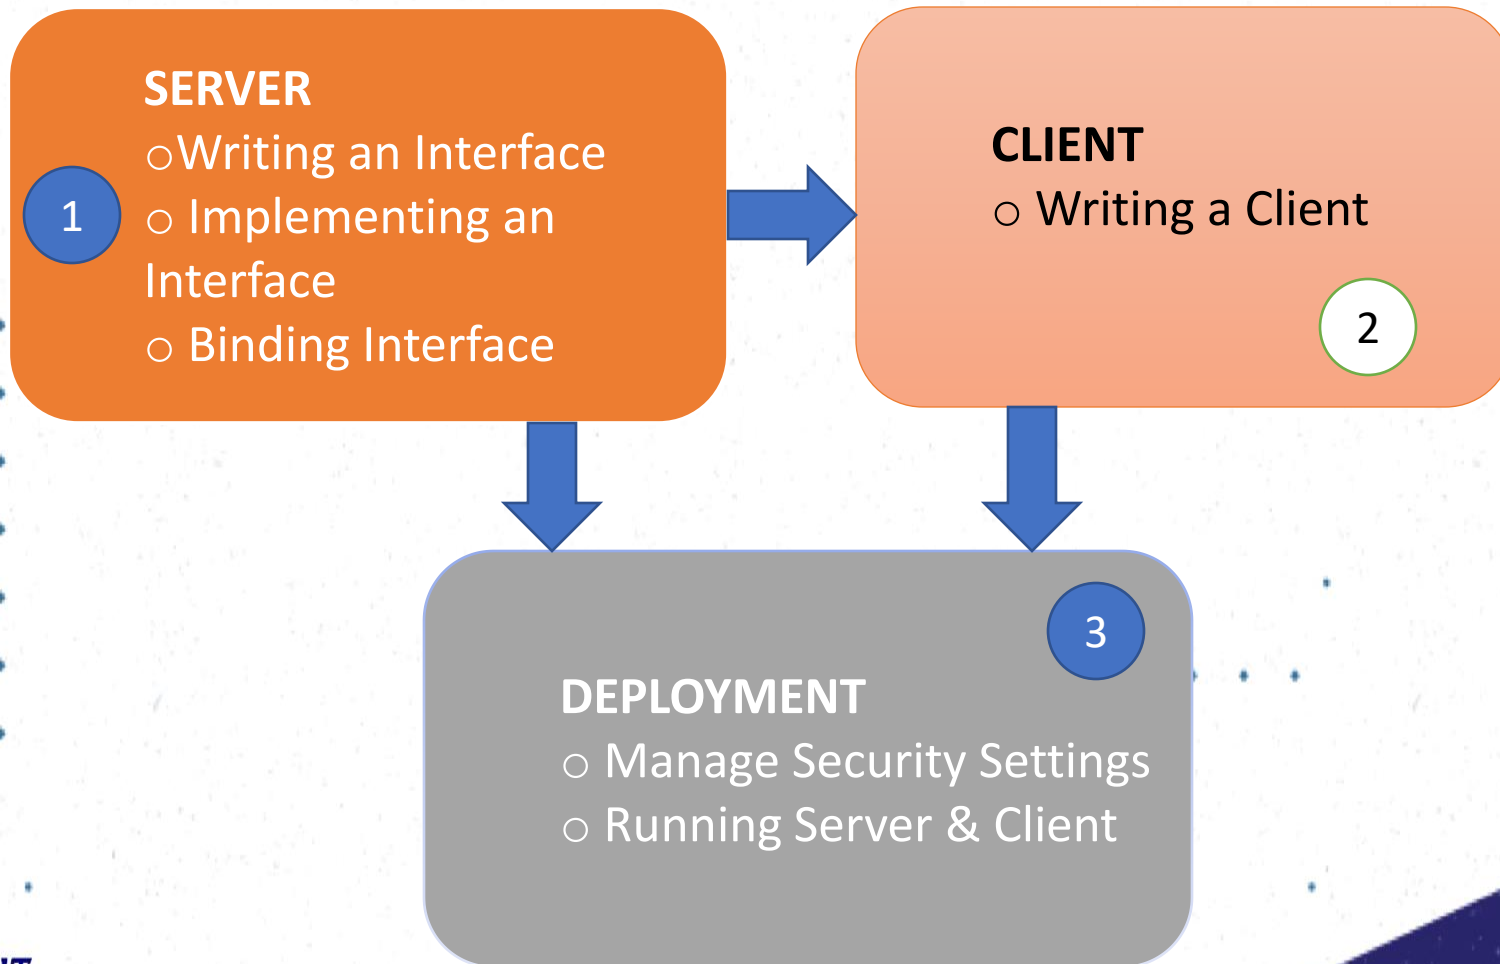 SERVER
○Writing an Interface
1
○ Implementing an
Interface
○ Binding Interface
CLIENT
○ Writing a Client
2
3
DEPLOYMENT
○ Manage Security Settings
○ Running Server & Client